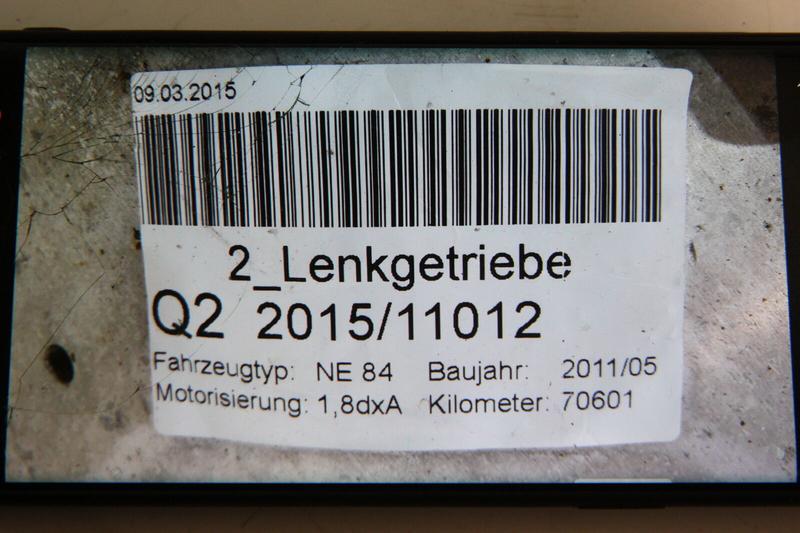 09.03.2015
2_Lenkgetriebe
Q2 2015/11012
Fahrzeugtyp: NE 84 Baujahr: 2011/05
Motorisierung: 1,8dxA Kilometer: 70601